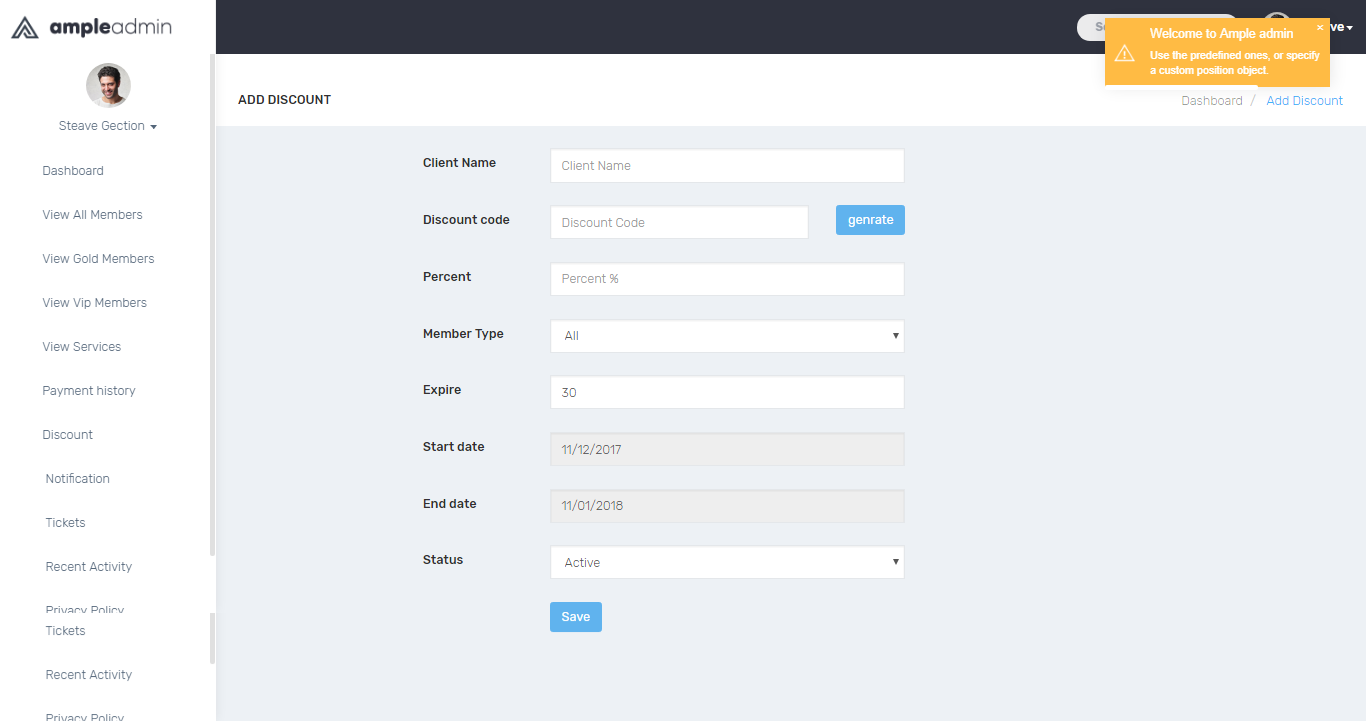 ampleadmin
ve
Welcome to Ample admin
×
Use the predefined ones, or specify
a custom position object.
Steave Gection
Dashboard
View All Members
View Gold Members
View Vip Members
View Services
Payment history
Discount
Notification
Tickets
Recent Activity
Privacy Policy
Tickets
Recent Activity
Privacy Policy
ADD DISCOUNT
Dashboard / Add Discount
Client Name
Client Name
Discount code
Discount Code
genrate
Percent
Percent %
Member Type
All
Expire
30
Start date
11/12/2017
End date
11/01/2018
Status
Active
Save